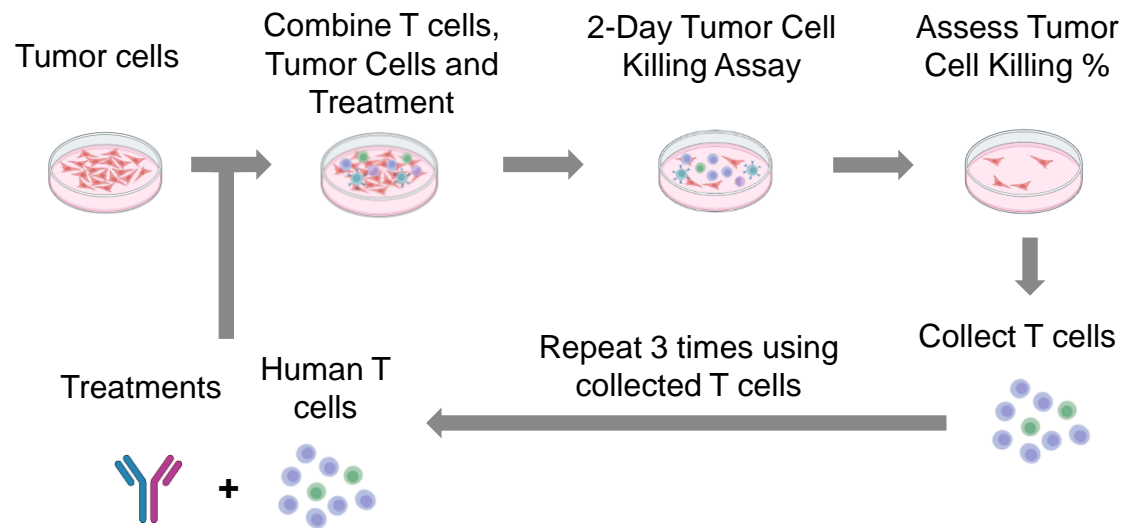 Tumor cells
Combine T cells,
Tumor Cells and
Treatment
2-Day Tumor Cell
Killing Assay
Assess Tumor
Cell Killing %
Collect T cells
Repeat 3 times using
collected T cells
Human T
cells
Treatments
+